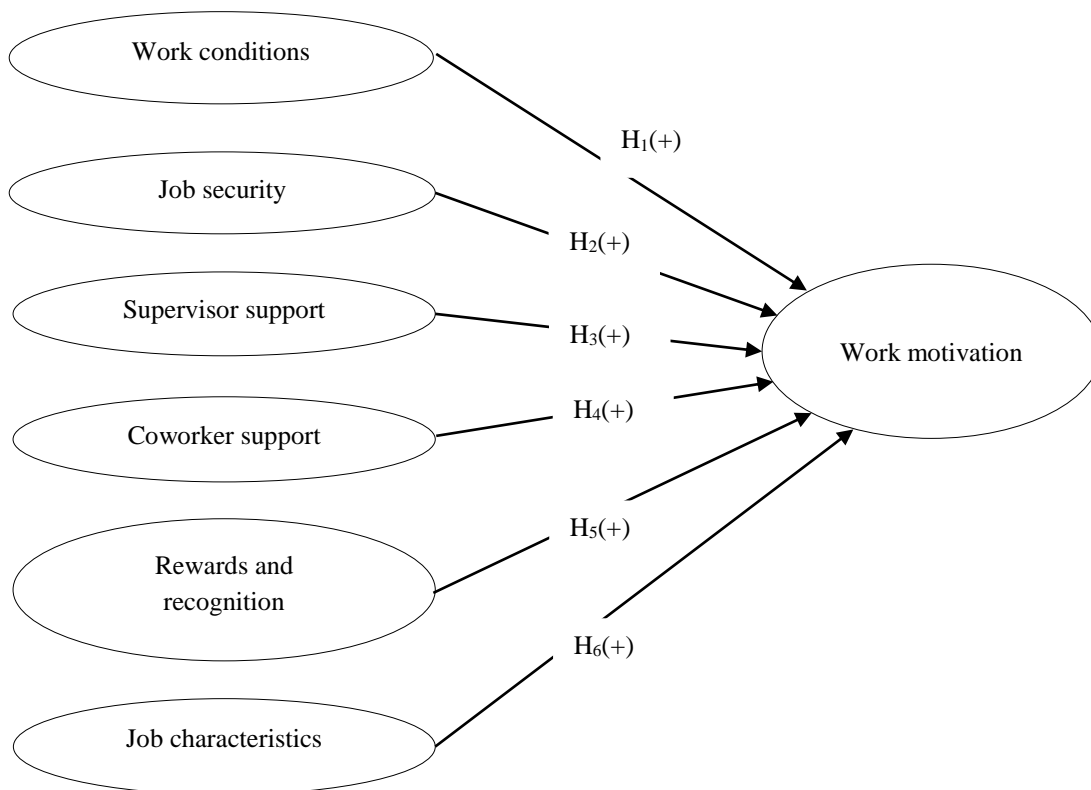 Work conditions
H₁(+)
Job security
H₂(+)
Supervisor support
H₃(+)
Work motivation
Coworker support
H₄(+)
Rewards and
recognition
H₅(+)
H₆(+)
Job characteristics